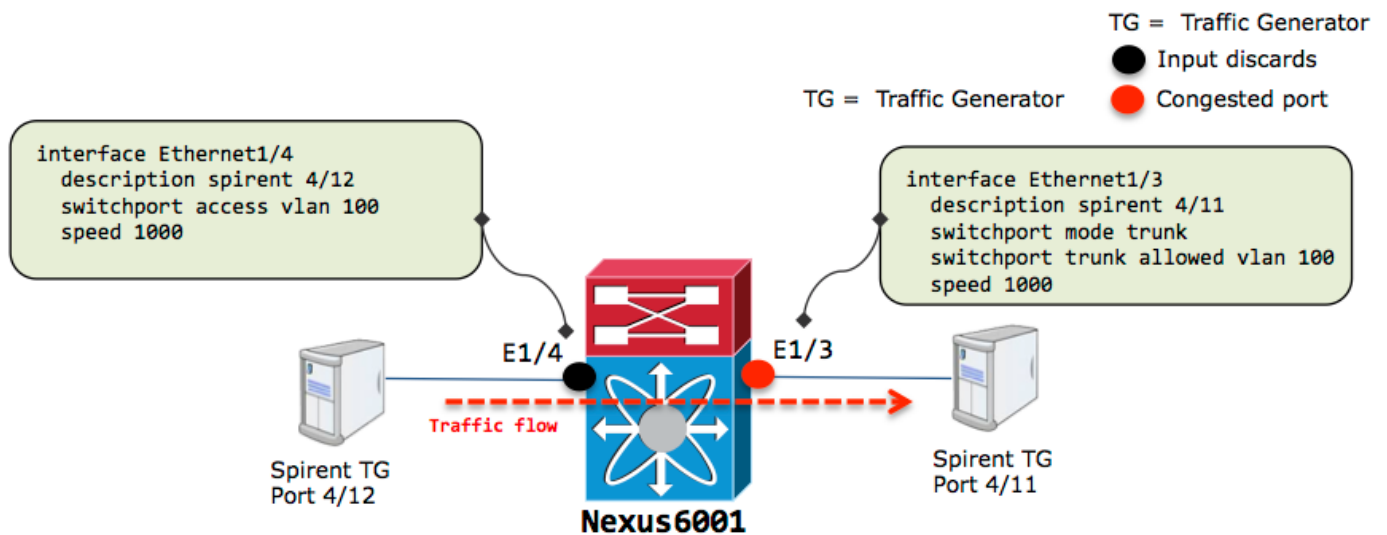 TG = Traffic Generator
Input discards
TG = Traffic Generator
Congested port
interface Ethernet1/4
description spirent 4/12
switchport access vlan 100
speed 1000
interface Ethernet1/3
description spirent 4/11
switchport mode trunk
switchport trunk allowed vlan 100
speed 1000
E1/4
E1/3
Traffic flow
Spirent TG
Port 4/12
Spirent TG
Port 4/11
Nexus6001